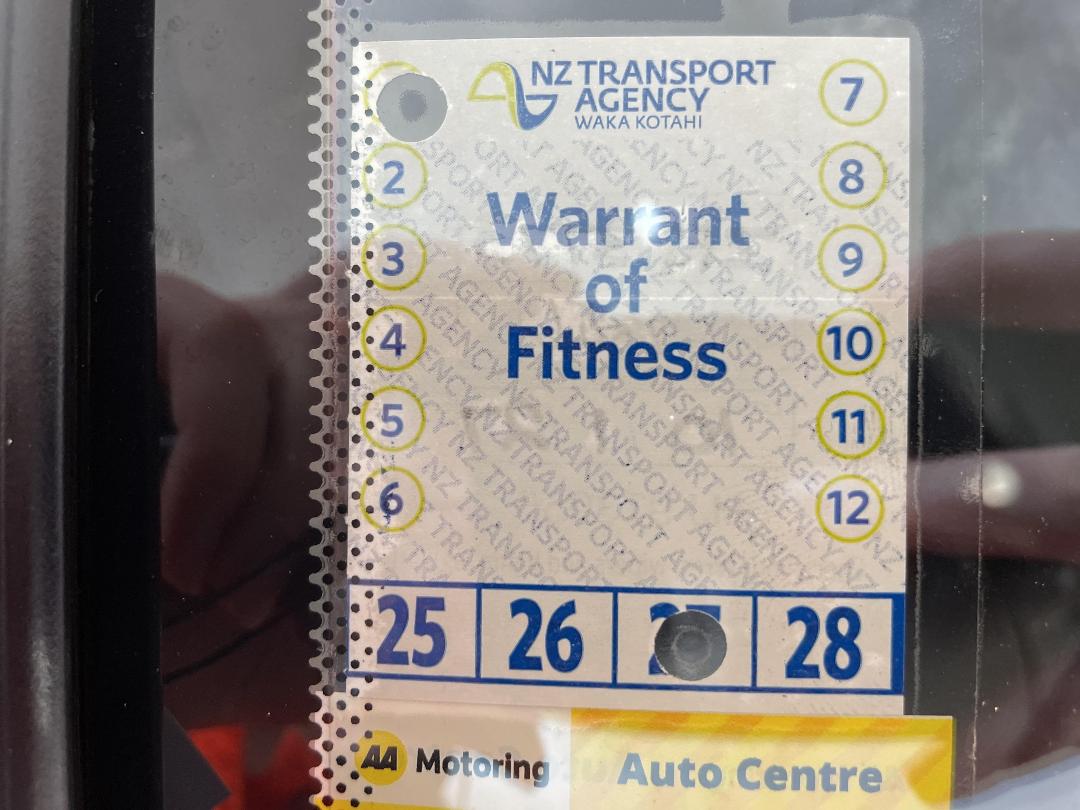 NZ TRANSPORT
AGENCY
WAKA KOTAHI
7
2
8
Warrant
3
9
of
4
10
Fitness
5
11
6
12
25 26 28
AA Motoring Auto Centre